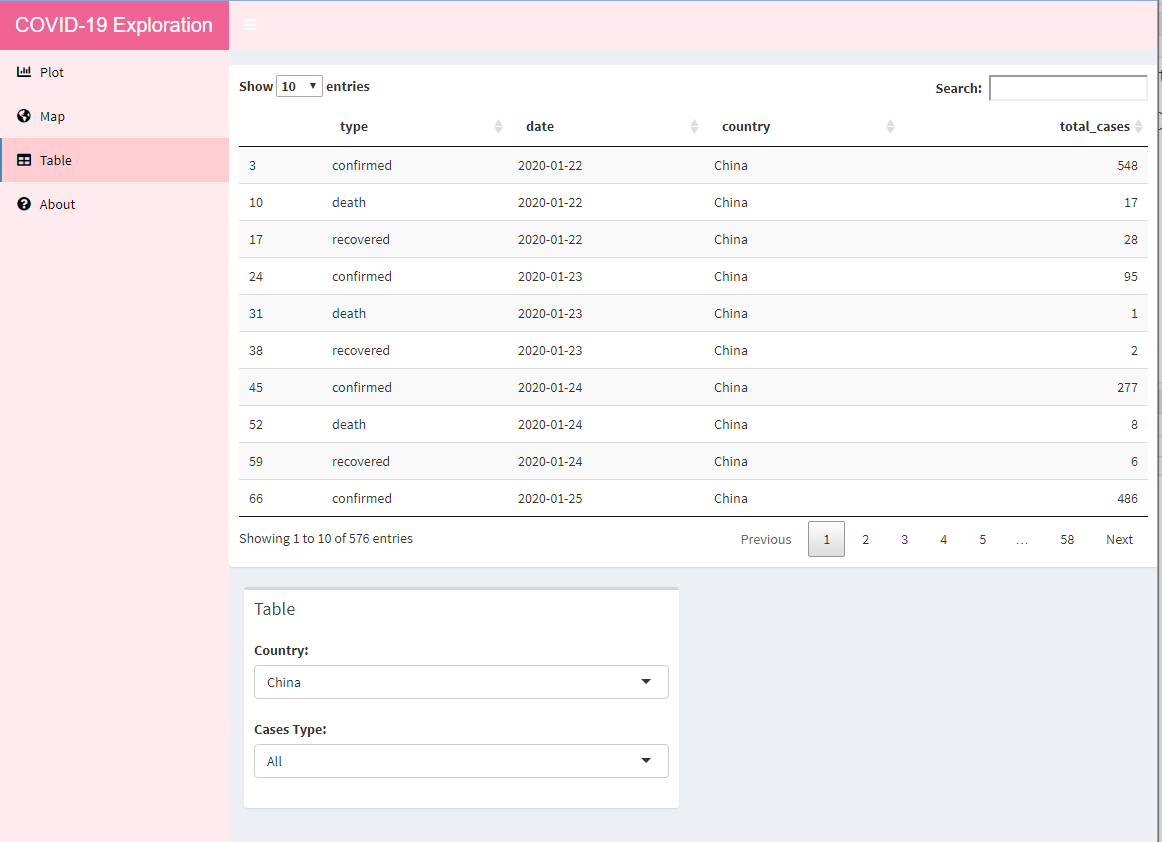 COVID-19 Exploration
Plot
Map
Table
About
Show 10 entries
Search:
type date country total_cases
3 confirmed 2020-01-22 China 548
10 death 2020-01-22 China 17
17 recovered 2020-01-22 China 28
24 confirmed 2020-01-23 China 95
31 death 2020-01-23 China 1
38 recovered 2020-01-23 China 2
45 confirmed 2020-01-24 China 277
52 death 2020-01-24 China 8
59 recovered 2020-01-24 China 6
66 confirmed 2020-01-25 China 486
Showing 1 to 10 of 576 entries
Previous 1 2 3 4 5 … 58 Next
Table
Country:
China
Cases Type:
All